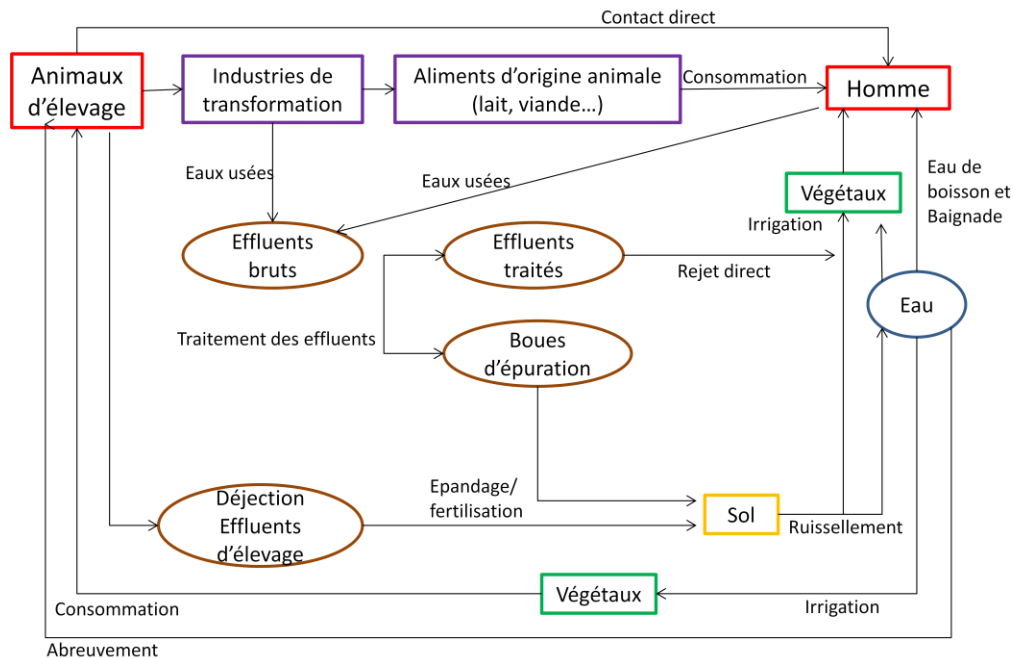 Contact direct
Animaux
d'élevage
Industries de
transformation
Aliments d'origine animale
(lait, viande...)
Consommation
Homme
Eaux usées
Eaux usées
Végétaux
Eau de
boisson et
Baignade
Irrigation
Effluents
bruts
Effluents
traités
Rejet direct
Eau
Traitement des effluents
Boues
d'épuration
Epandage/
fertilisation
Déjection
Effluents
d'élevage
Sol
Ruissellement
Végétaux
Consommation
Irrigation
Abreuvement